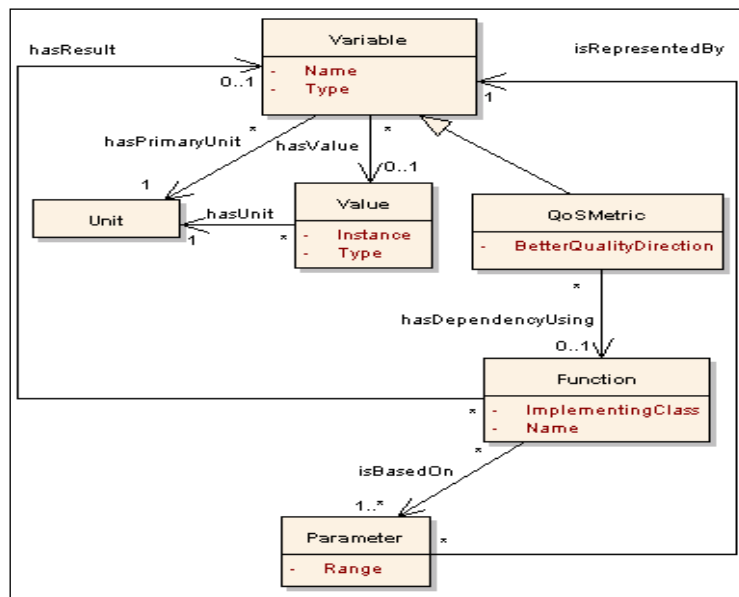 hasResult
Variable
isRepresentedBy
- Name
- Type
0..1
1
*
*
hasPrimaryUnit
hasValue
1
0..1
Unit
hasUnit
Value
QoSMetric
1
*
- Instance
- Type
- BetterQualityDirection
*
hasDependencyUsing
0..1
Function
*
- ImplementingClass
- Name
*
isBasedOn
1..*
Parameter
*
- Range